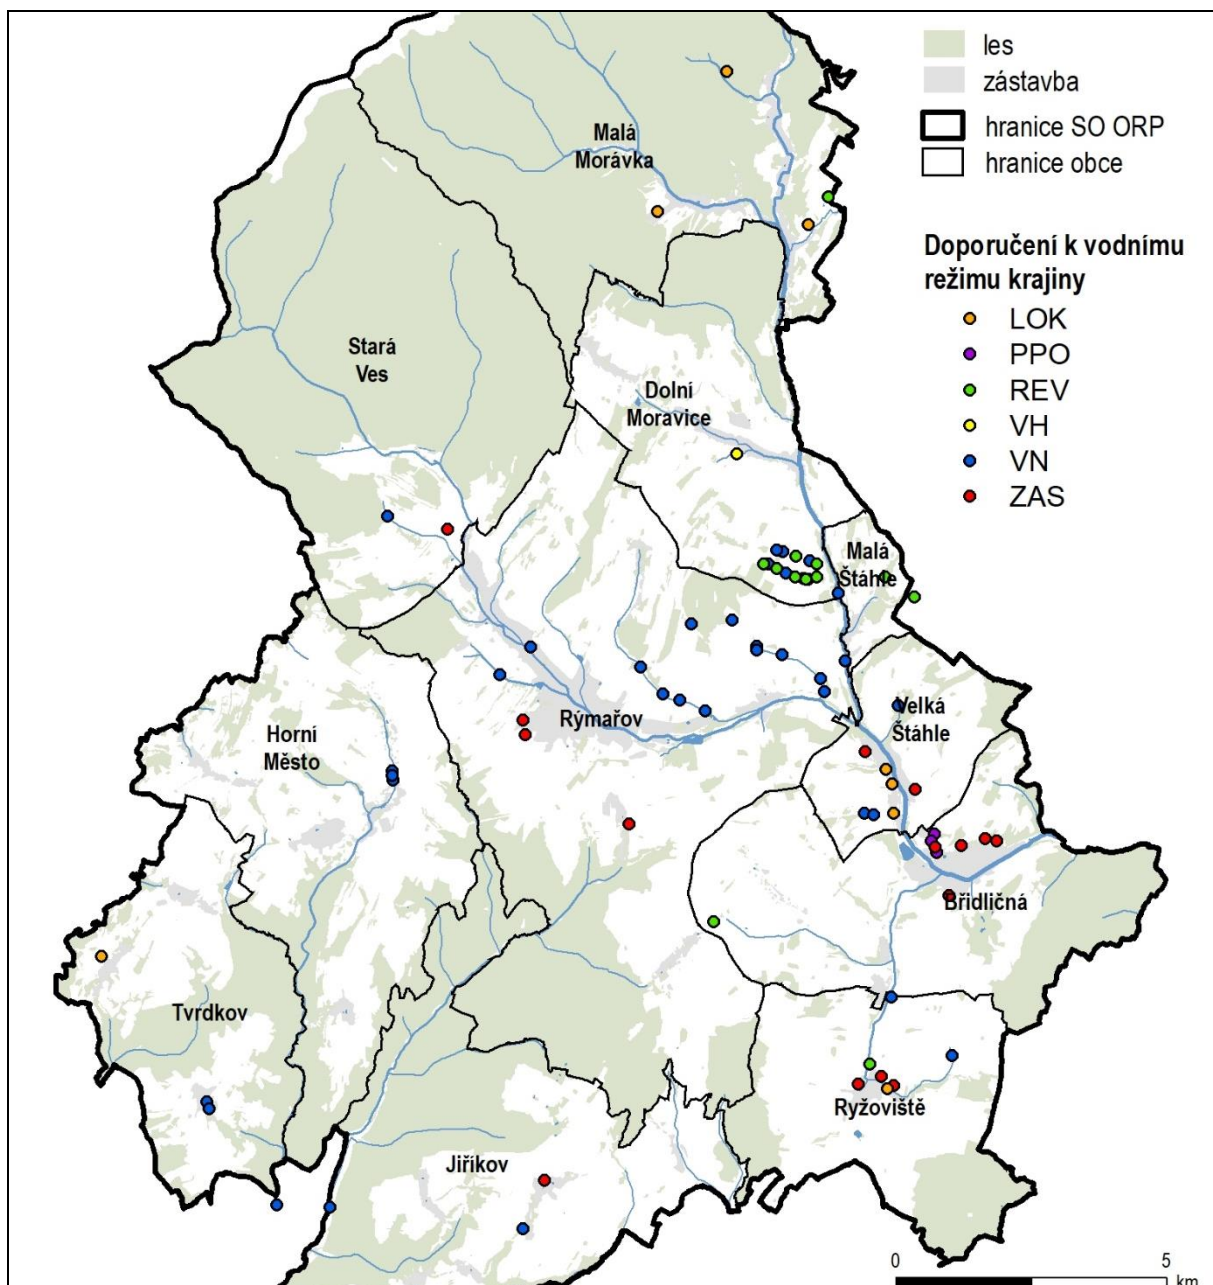 les
zástavba
hranice SO ORP
hranice obce
Doporučení k vodnímu
režimu krajiny
LOK
PPO
REV
VH
VN
ZAS
Malá
Morávka
Stará
Ves
Dolní
Moravice
Malá
Štáhle
Velká
Štáhle
Rýmařov
Horní
Město
Břidličná
Tvrdkov
Ryžoviště
Jiříkov
0 5
km